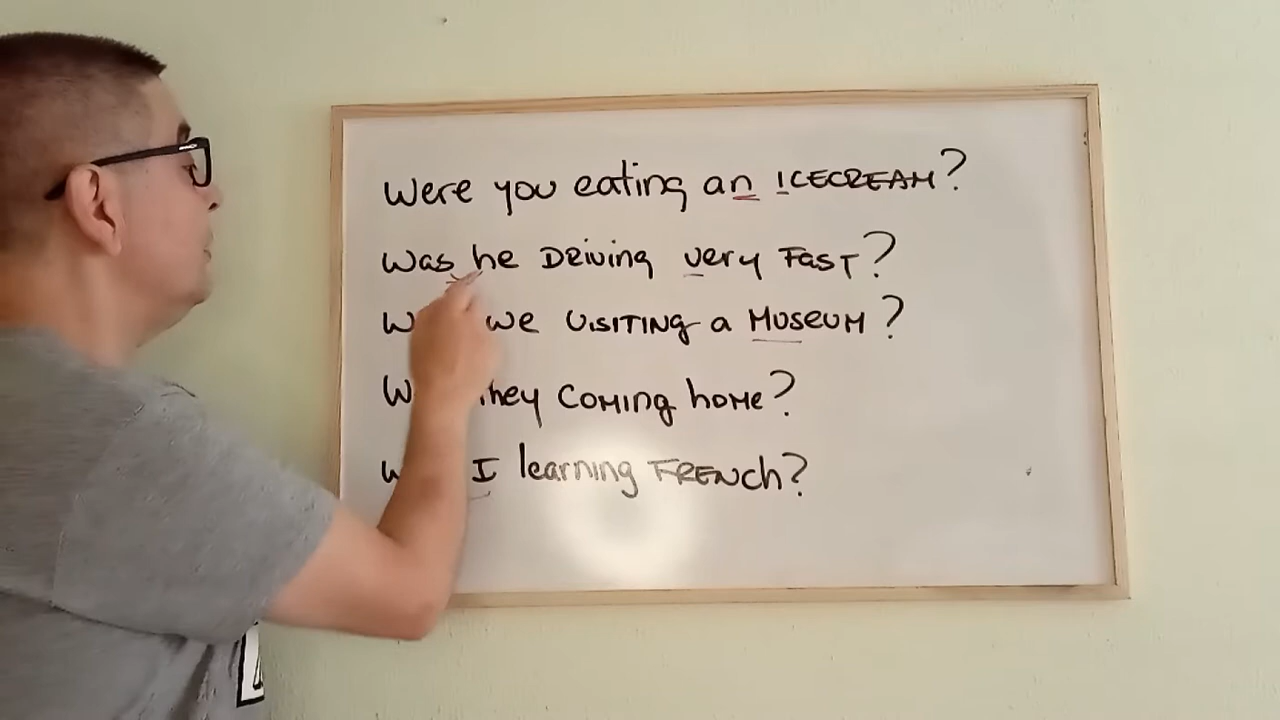 Were you eating an ICECREAM?
Was he DRiving very FAST?
we VISITING a MUSEUM?
they COMING hOME?
I learning FRENCh?